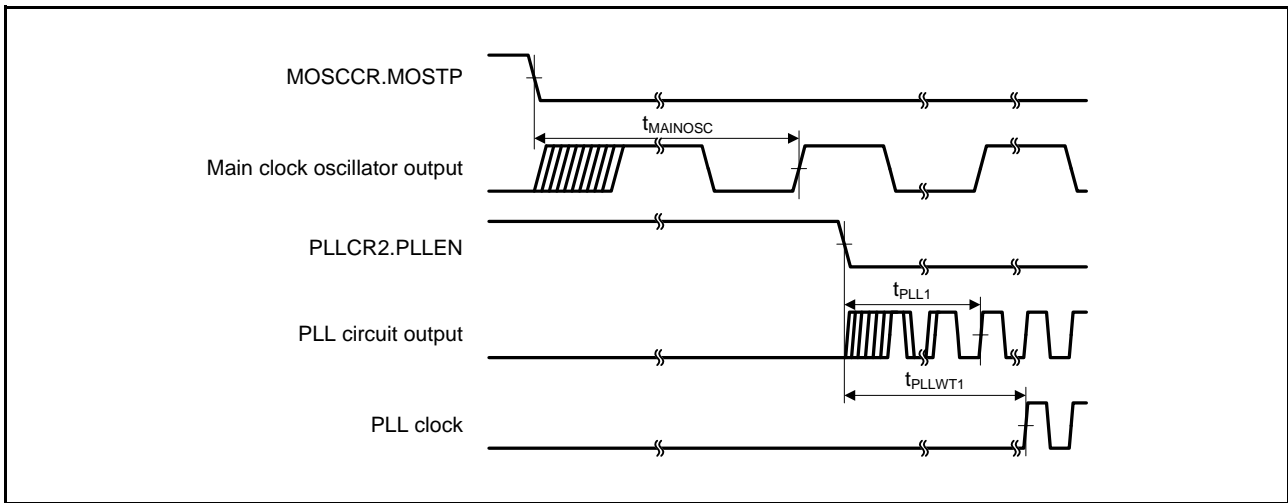 MOSCCR.MOSTP
tMAINOSC
Main clock oscillator output
PLLCR2.PLLEN
tPLL1
PLL circuit output
tPLLWT1
PLL clock